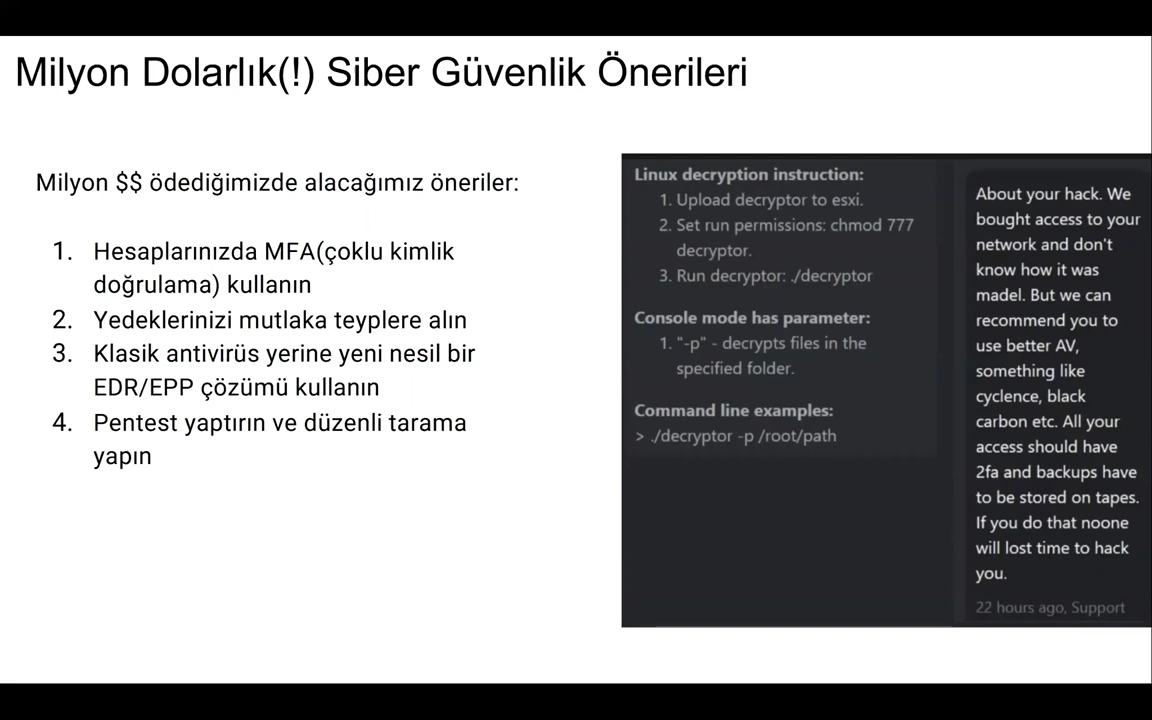 Milyon Dolarlık(!) Siber Güvenlik Önerileri
Milyon $$ ödediğimizde alacağımız öneriler:
1. Hesaplarınızda MFA(çoklu kimlik
doğrulama) kullanın
2. Yedeklerinizi mutlaka teyplere alın
3. Klasik antivirüs yerine yeni nesil bir
EDR/EPP çözümü kullanın
4. Pentest yaptırın ve düzenli tarama
yapın
Linux decryption instruction:
1. Upload decryptor to esxi.
2. Set run permissions: chmod 777
decryptor.
3. Run decryptor: ./decryptor
Console mode has parameter:
1. "-p" - decrypts files in the
specified folder.
Command line examples:
> ./decryptor -p /root/path
About your hack. We
bought access to your
network and don't
know how it was
madel. But we can
recommend you to
use better AV,
something like
cyclence, black
carbon etc. All your
access should have
2fa and backups have
to be stored on tapes.
If you do that noone
will lost time to hack
you.
22 hours ago, Support